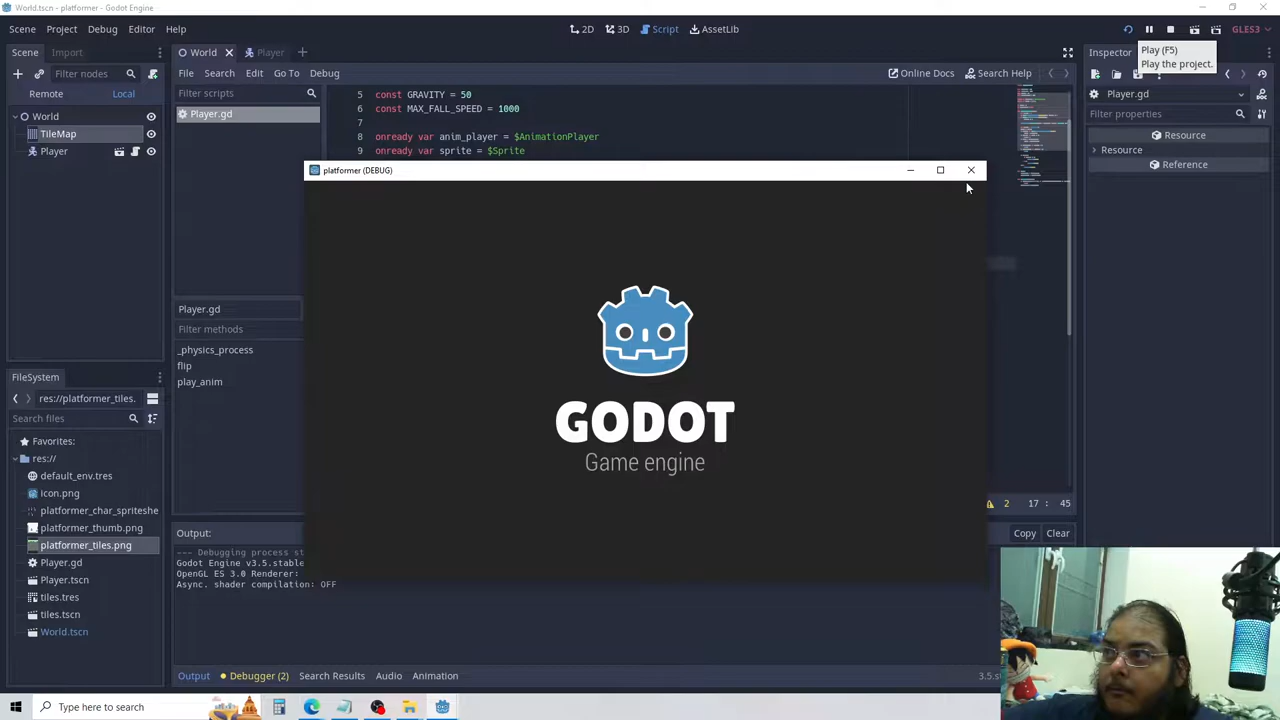 World.tscn - platformer - Godot Engine
Scene Project Debug Editor Help
2D 3D Script AssetLib
GLES3
Play (F5)
Play the project.
Scene Import
Filter nodes
Remote Local
World
TileMap
Player
World Player
File Search Edit Go To Debug
Online Docs Search Help
Filter scripts
Player.gd
5 const GRAVITY = 50
6 const MAX_FALL_SPEED = 1000
7
onready var anim_player = $AnimationPlayer
9 onready var sprite = $Sprite
Player.gd
Filter methods
_physics_process
flip
play_anim
platformer (DEBUG)
GODOT
Game engine
2 17 : 45
Output:
Copy Clear
--- Debugging process st
Godot Engine v3.5.stable
OpenGL ES 3.0 Renderer:
Async. shader compilation: OFF
Output Debugger (2) Search Results Audio Animation
3.5.s
Inspector
Player.gd
Filter properties
Resource
Resource
Reference
FileSystem
res://platformer_tiles.
Search files
Favorites:
res://
default_env.tres
icon.png
platformer_char_spriteshe
platformer_thumb.png
platformer_tiles.png
Player.gd
Player.tscn
tiles.tres
tiles.tscn
World.tscn
Type here to search